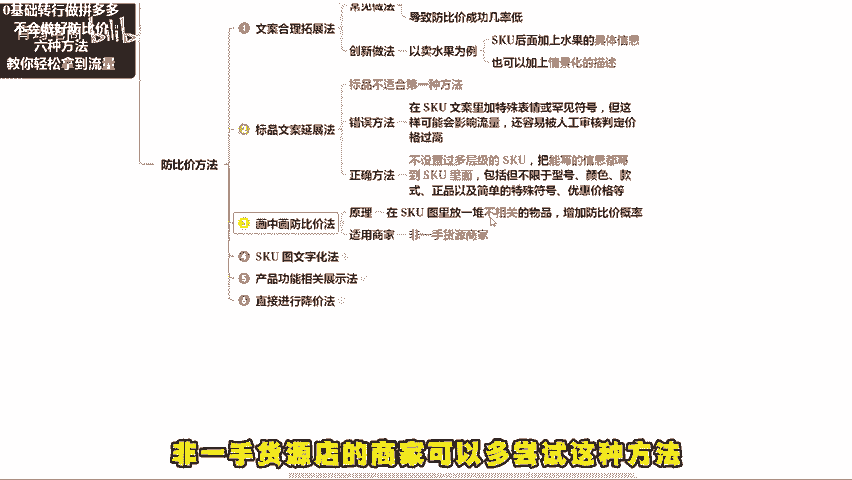 0基础转行做拼多多
不会做好防比价
六种方法
教你轻松拿到流量
防比价方法
1 文案合理拓展法
常见做法
导致防比价成功几率低
创新做法
以卖水果为例
SKU后面加上水果的具体信息
也可以加上情景化的描述
2 标品文案延展法
标品不适合第一种方法
错误方法
在 SKU 文案里加特殊表情或罕见符号，但这
样可能会影响流量，还容易被人工审核判定价
格过高
正确方法
不设置过多层级的 SKU，把能写的信息都写
到 SKU 里面，包括但不限于型号、颜色、款
式、正品以及简单的特殊符号、优惠价格等
3 画中画防比价法
原理
在 SKU 图里放一堆不相关的物品，增加防比价概率
适用商家
非一手货源商家
4 SKU 图文字化法
5 产品功能相关展示法
6 直接进行降价法
非一手货源店的商家可以多尝试这种方法